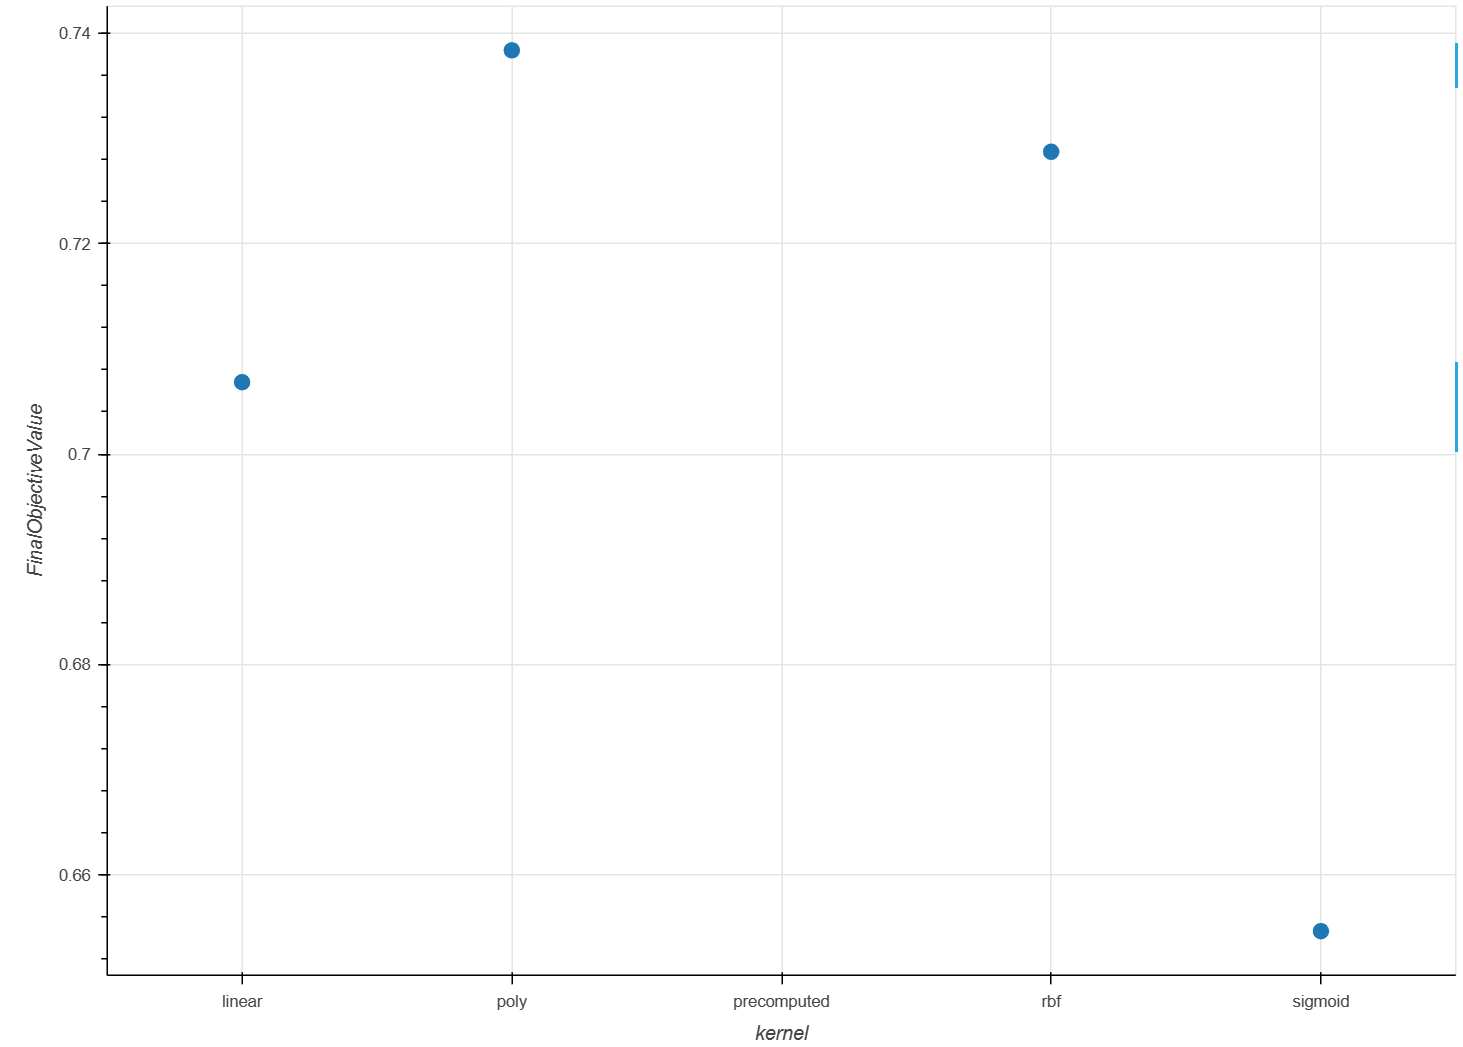 0.74
0.72
0.7
0.68
0.66
FinalObjectiveValue
linear
poly
precomputed
rbf
sigmoid
kernel